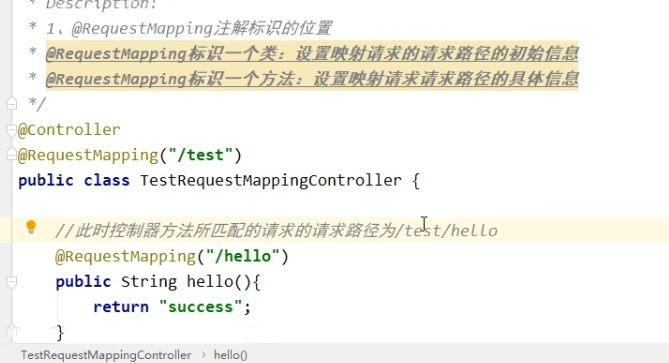 * Description:
* 1、@RequestMapping注解标识的位置
* @RequestMapping标识一个类：设置映射请求的请求路径的初始信息
* @RequestMapping标识一个方法：设置映射请求请求路径的具体信息
*/
@Controller
@RequestMapping("/test")
public class TestRequestMappingController {
//此时控制器方法所匹配的请求的请求路径为/test/hello
@RequestMapping("/hello")
public String hello(){
return "success";
}
TestRequestMappingController › hello()